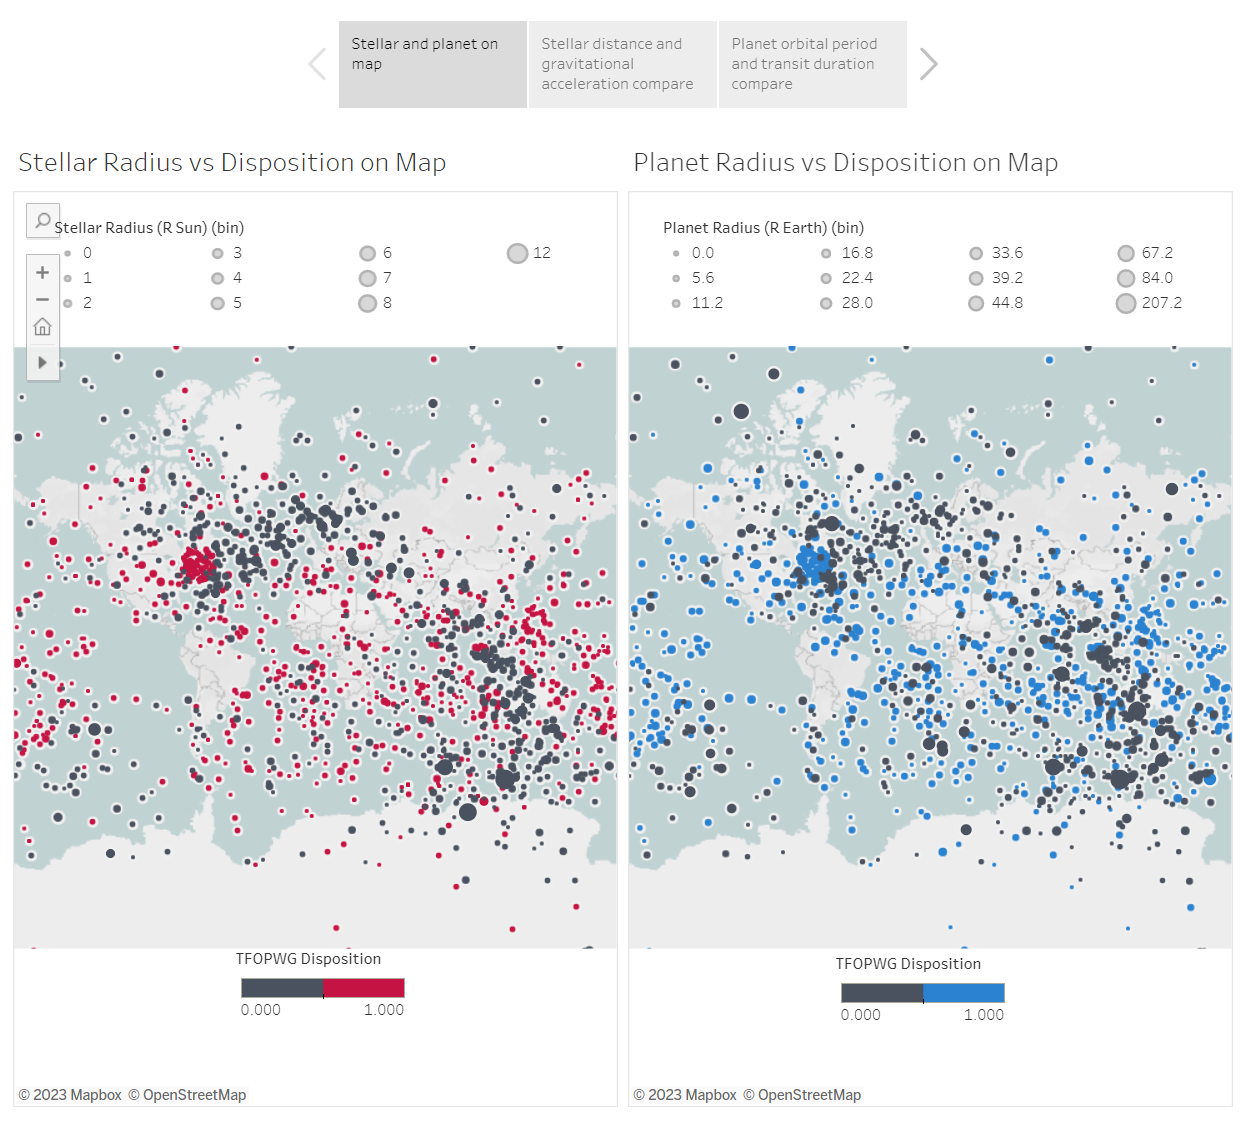 Stellar and planet on
map
Stellar distance and
gravitational
acceleration compare
Planet orbital period
and transit duration
compare
Stellar Radius vs Disposition on Map
Stellar Radius (R Sun) (bin)
0
3
6
12
1
4
7
2
5
8
TFOPWG Disposition
0.000
1.000
© 2023 Mapbox © OpenStreetMap
Planet Radius vs Disposition on Map
Planet Radius (R Earth) (bin)
0.0
16.8
33.6
67.2
5.6
22.4
39.2
84.0
11.2
28.0
44.8
207.2
TFOPWG Disposition
0.000
1.000
© 2023 Mapbox © OpenStreetMap